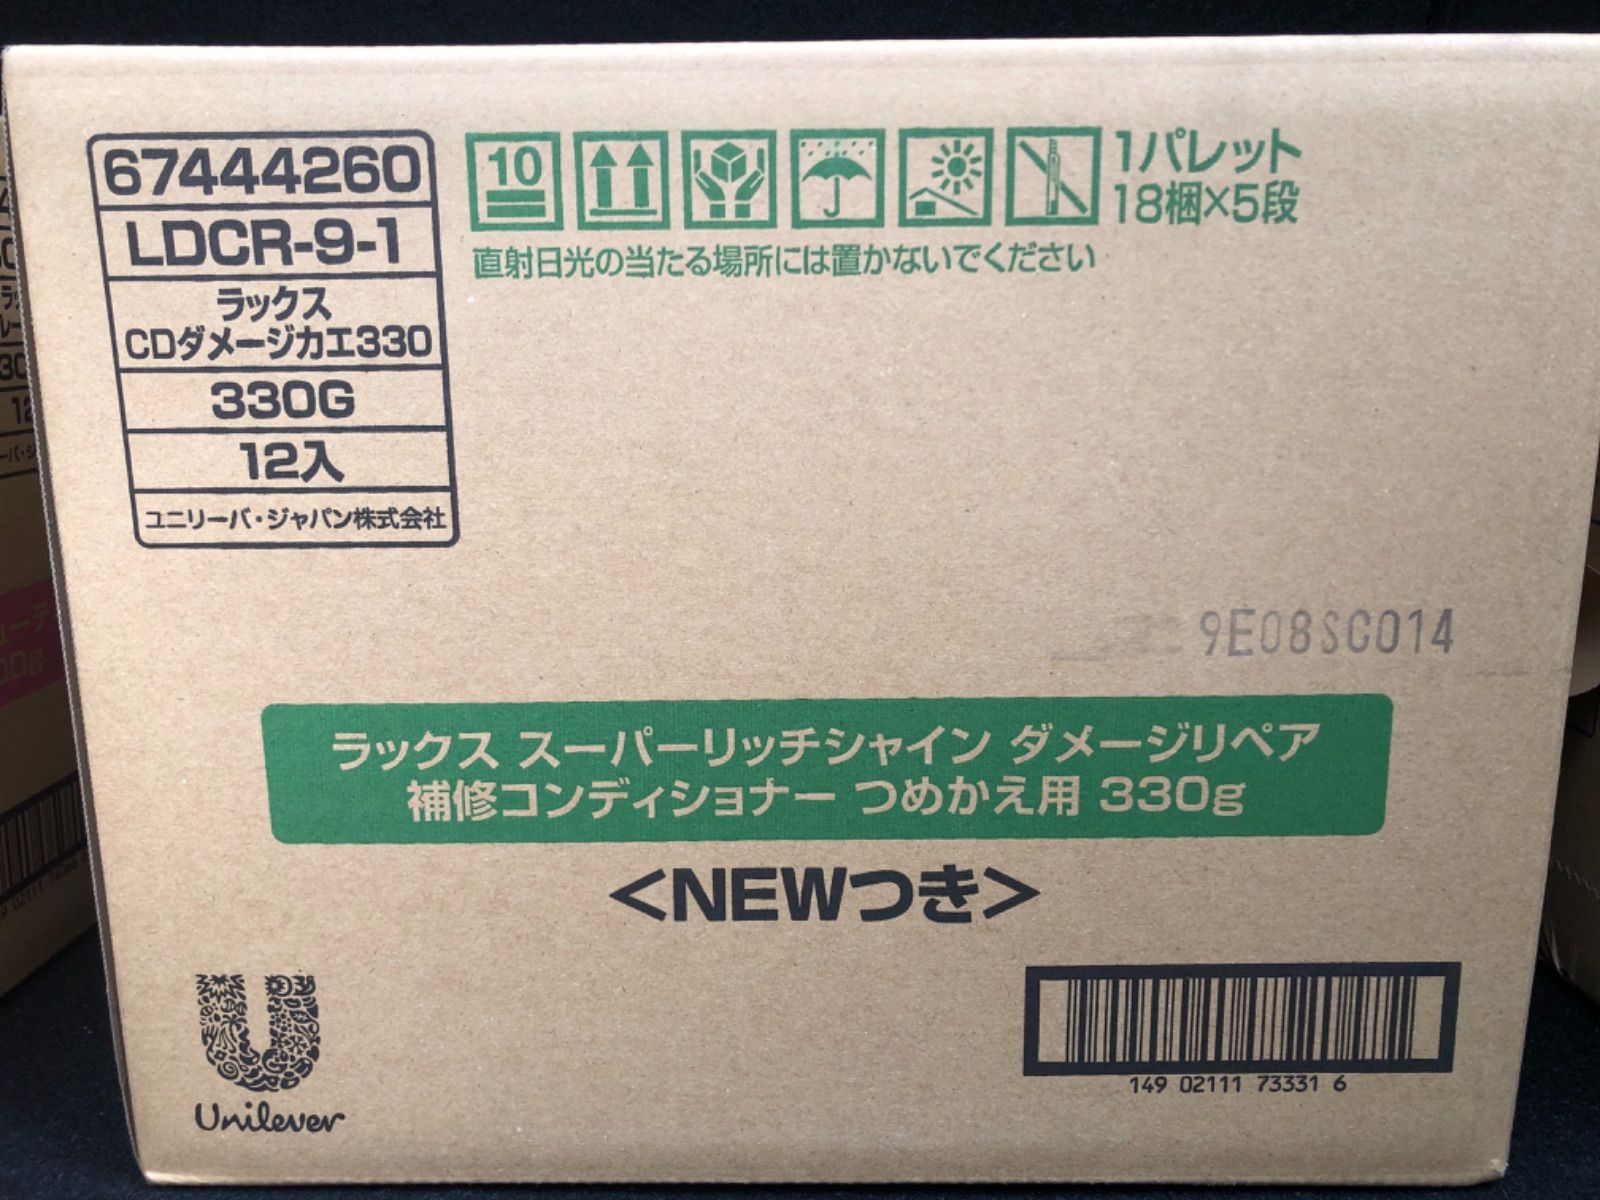 67444260
LDCR-9-1
ラックス
CDダメージカエ330
330G
12入
ユニリーバ・ジャパン株式会社
10
1パレット
18梱×5段
直射日光の当たる場所には置かないでください
9E08SC014
ラックス スーパーリッチシャイン ダメージリペア
補修コンディショナー つめかえ用 330g
<NEWつき>
Unilever
149 02111 73331 6